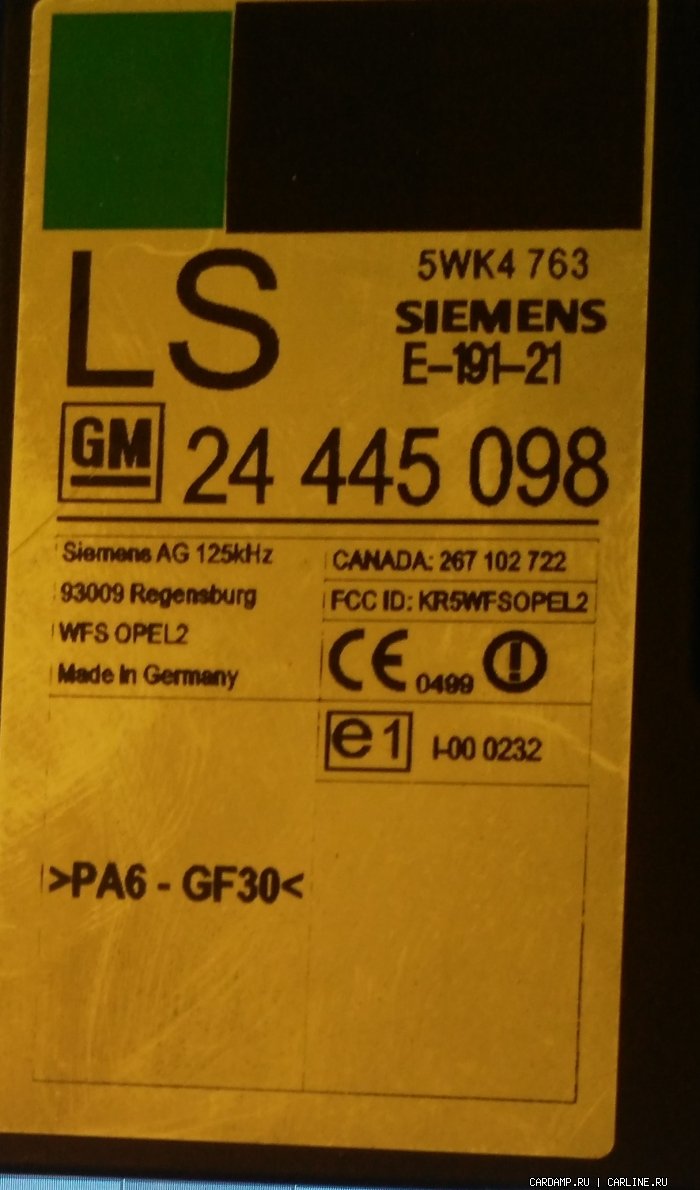 LS
5WK4 763
SIEMENS
E-191-21
GM 24 445 098
Siemens AG 125kHz
93009 Regensburg
WFS OPEL2
Made In Germany
CANADA: 267 102 722
FCC ID: KR5WFSOPEL2
CE 0499
e1 I-00 0232
>PA6 - GF30<
CARDAMP.RU | CARLINE.RU